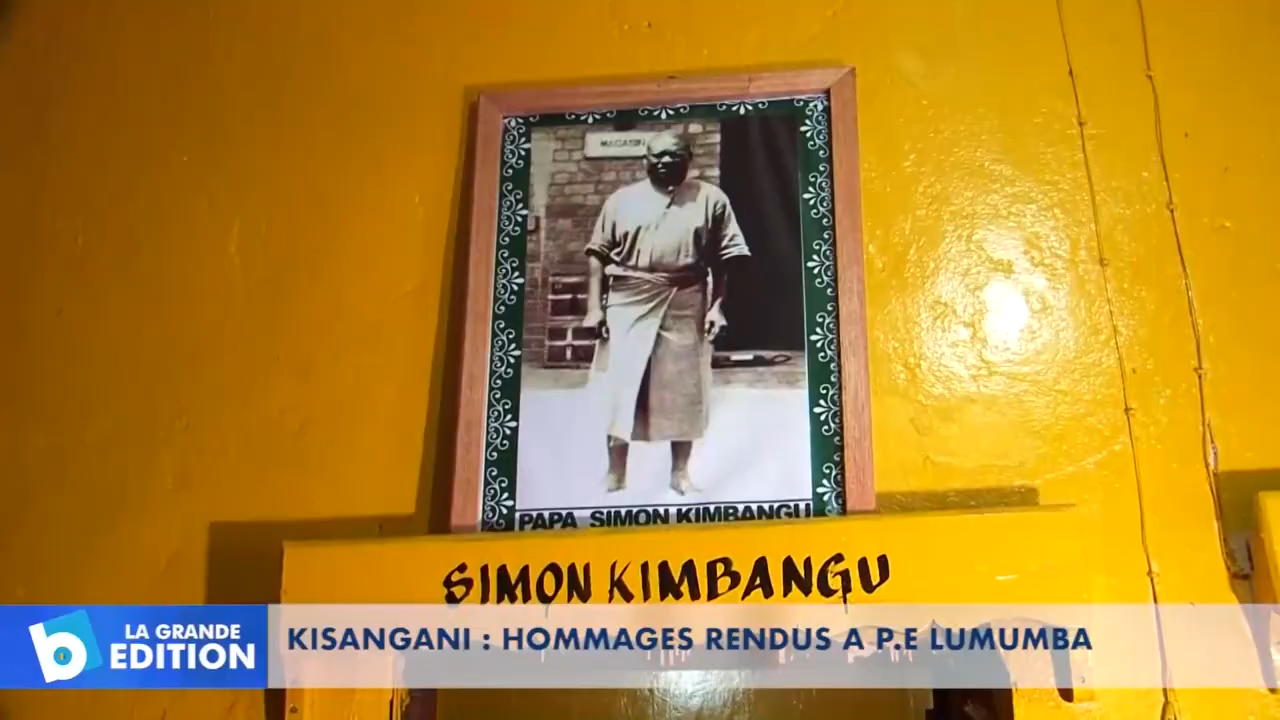 MAGASIN
PAPA SIMON KIMBANGU
SIMON KIMBANGU
LA GRANDE
EDITION
KISANGANI : HOMMAGES RENDUS A P.E LUMUMBA